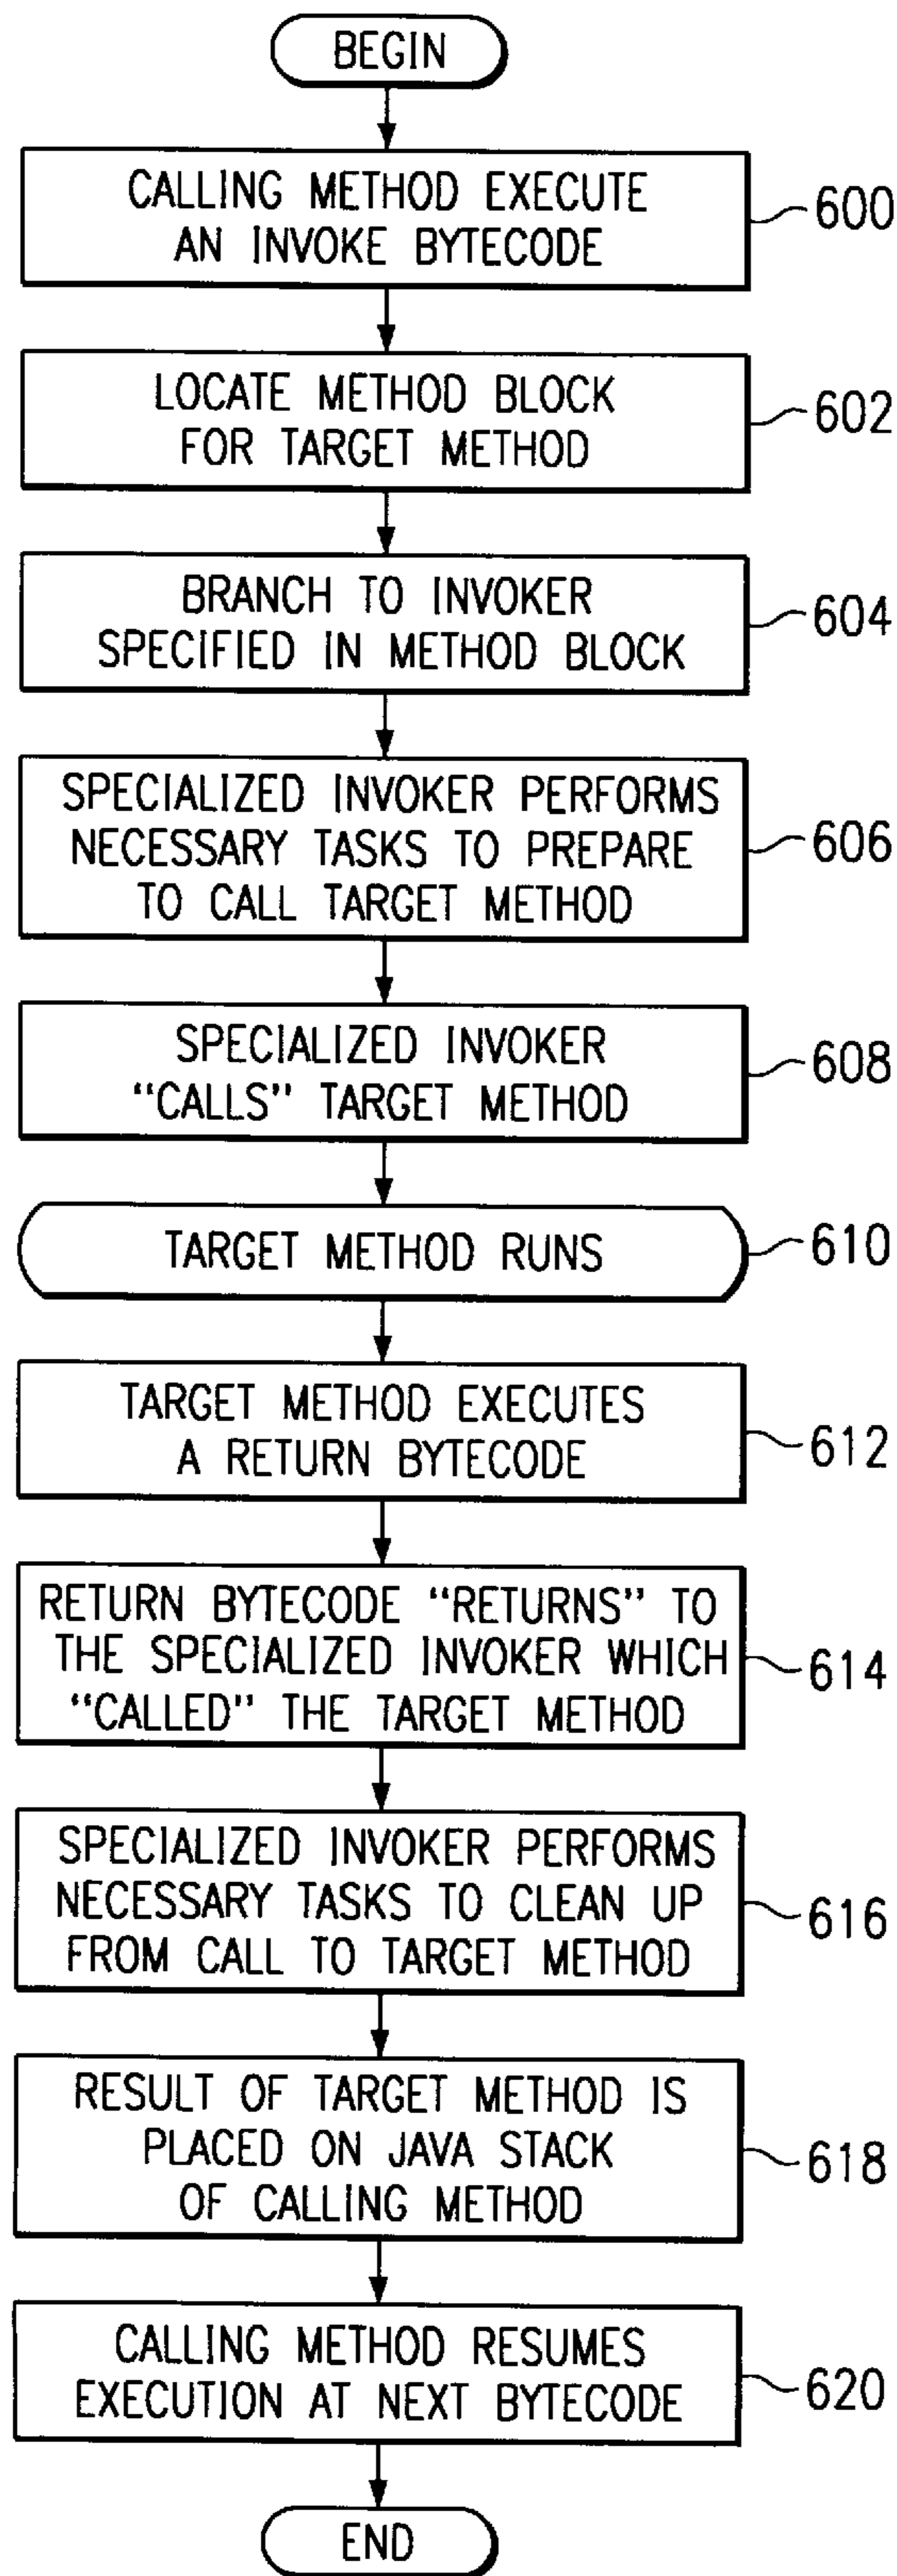 BEGIN
CALLING METHOD EXECUTE
AN INVOKE BYTECODE
600
LOCATE METHOD BLOCK
FOR TARGET METHOD
602
BRANCH TO INVOKER
SPECIFIED IN METHOD BLOCK
604
SPECIALIZED INVOKER PERFORMS
NECESSARY TASKS TO PREPARE
TO CALL TARGET METHOD
606
SPECIALIZED INVOKER
"CALLS" TARGET METHOD
608
TARGET METHOD RUNS
610
TARGET METHOD EXECUTES
A RETURN BYTECODE
612
RETURN BYTECODE "RETURNS" TO
THE SPECIALIZED INVOKER WHICH
"CALLED" THE TARGET METHOD
614
SPECIALIZED INVOKER PERFORMS
NECESSARY TASKS TO CLEAN UP
FROM CALL TO TARGET METHOD
616
RESULT OF TARGET METHOD IS
PLACED ON JAVA STACK
OF CALLING METHOD
618
CALLING METHOD RESUMES
EXECUTION AT NEXT BYTECODE
620
END